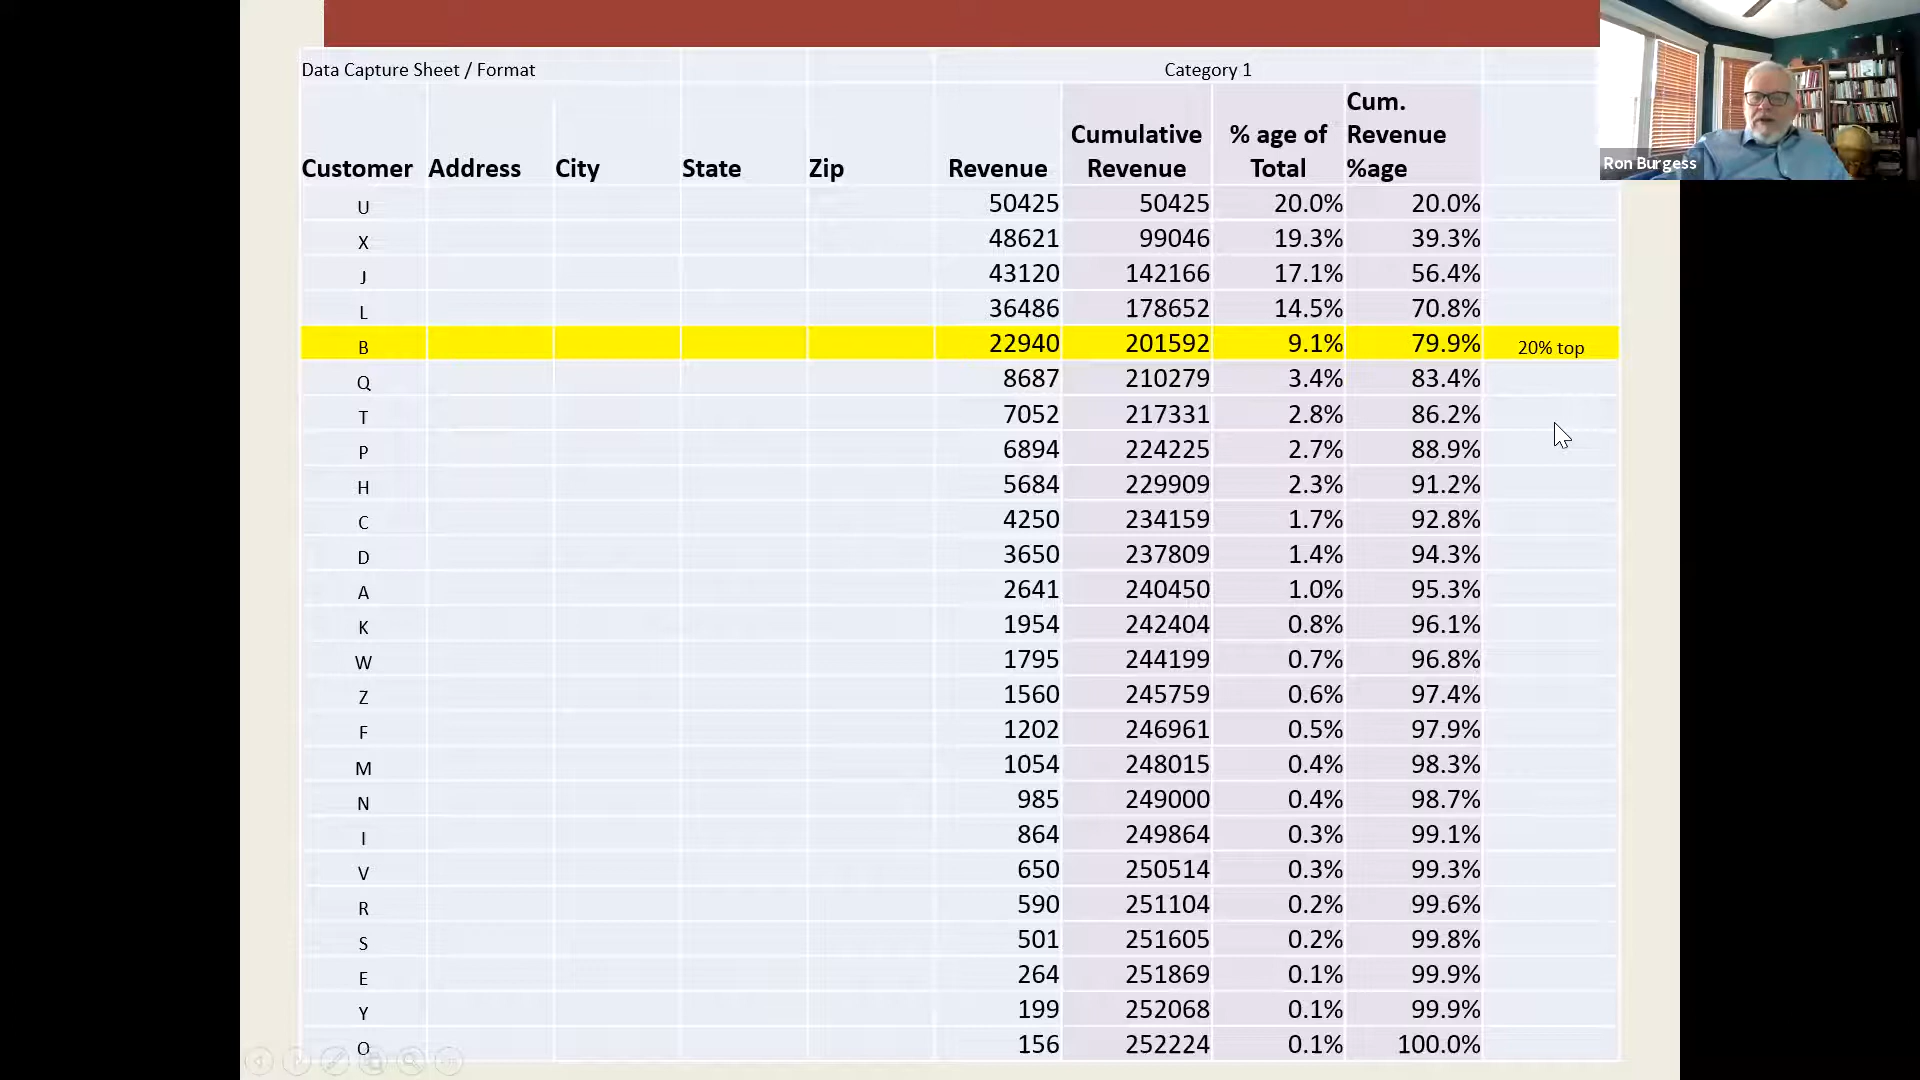 Data Capture Sheet / Format Category 1
Customer Address City State Zip Revenue Cumulative Revenue % age of Total Cum. Revenue %age
U 50425 50425 20.0% 20.0%
X 48621 99046 19.3% 39.3%
J 43120 142166 17.1% 56.4%
L 36486 178652 14.5% 70.8%
B 22940 201592 9.1% 79.9% 20% top
Q 8687 210279 3.4% 83.4%
T 7052 217331 2.8% 86.2%
P 6894 224225 2.7% 88.9%
H 5684 229909 2.3% 91.2%
C 4250 234159 1.7% 92.8%
D 3650 237809 1.4% 94.3%
A 2641 240450 1.0% 95.3%
K 1954 242404 0.8% 96.1%
W 1795 244199 0.7% 96.8%
Z 1560 245759 0.6% 97.4%
F 1202 246961 0.5% 97.9%
M 1054 248015 0.4% 98.3%
N 985 249000 0.4% 98.7%
I 864 249864 0.3% 99.1%
V 650 250514 0.3% 99.3%
R 590 251104 0.2% 99.6%
S 501 251605 0.2% 99.8%
E 264 251869 0.1% 99.9%
Y 199 252068 0.1% 99.9%
O 156 252224 0.1% 100.0%
Ron Burgess